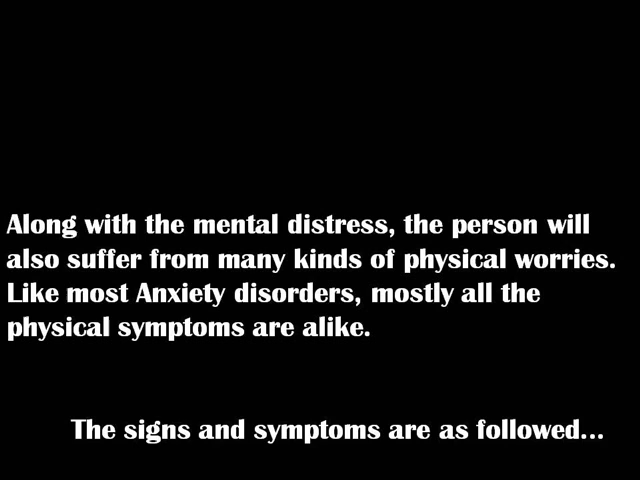 Along with the mental distress, the person will
also suffer from many kinds of physical worries.
Like most Anxiety disorders, mostly all the
physical symptoms are alike.
The signs and symptoms are as followed...